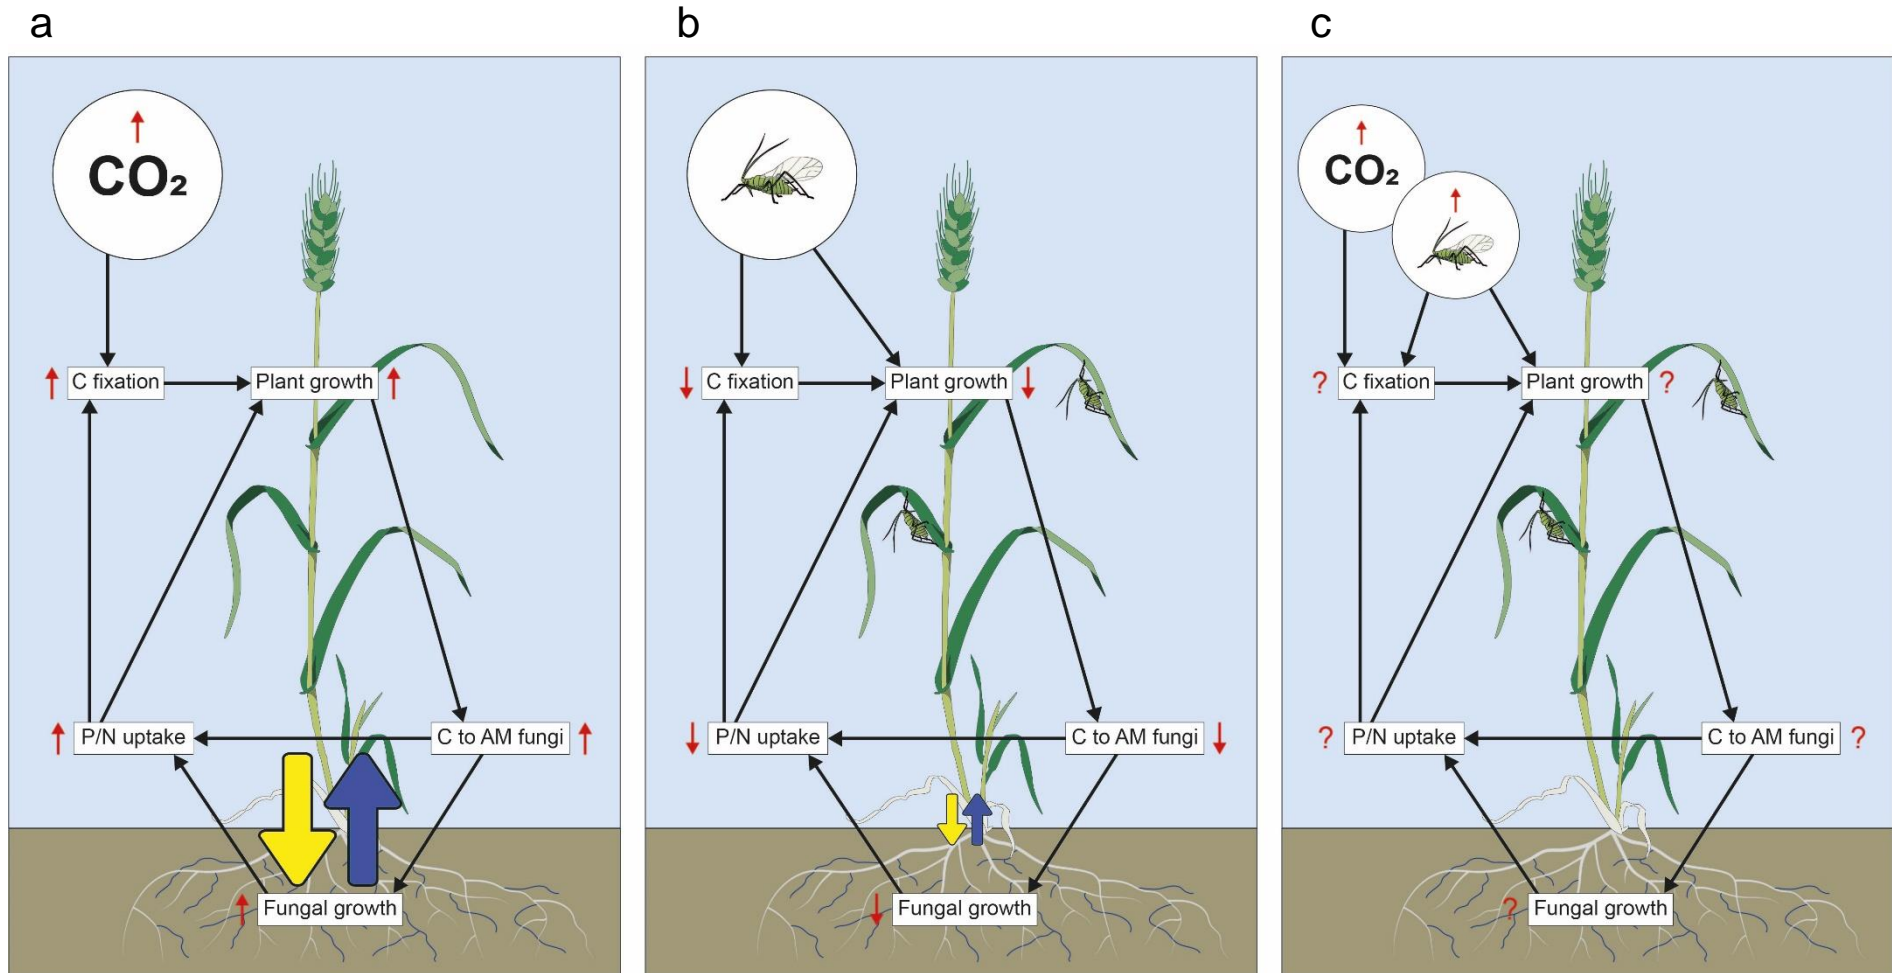 a
b
c
CO₂
CO₂
C fixation
Plant growth
C fixation
Plant growth
? C fixation
Plant growth ?
P/N uptake
C to AM fungi
P/N uptake
C to AM fungi
? P/N uptake
C to AM fungi ?
Fungal growth
Fungal growth
? Fungal growth